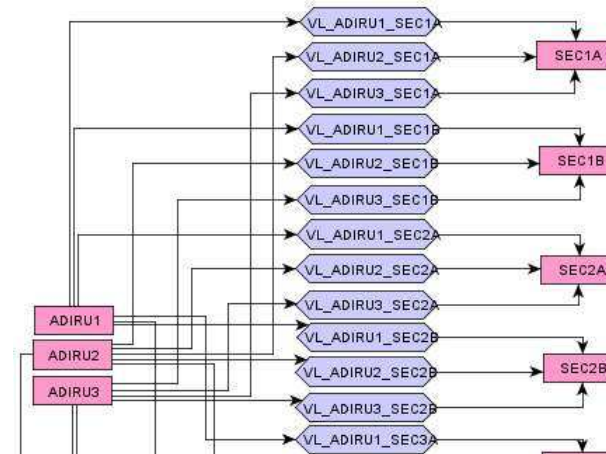 VL_ADIRU1_SEC1A
VL_ADIRU2_SEC1A
SEC1A
VL_ADIRU3_SEC1A
VL_ADIRU1_SEC1B
VL_ADIRU2_SEC1B
SEC1B
VL_ADIRU3_SEC1B
VL_ADIRU1_SEC2A
VL_ADIRU2_SEC2A
SEC2A
VL_ADIRU3_SEC2A
ADIRU1
VL_ADIRU1_SEC2B
ADIRU2
VL_ADIRU2_SEC2B
SEC2B
ADIRU3
VL_ADIRU3_SEC2B
VL_ADIRU1_SEC3A